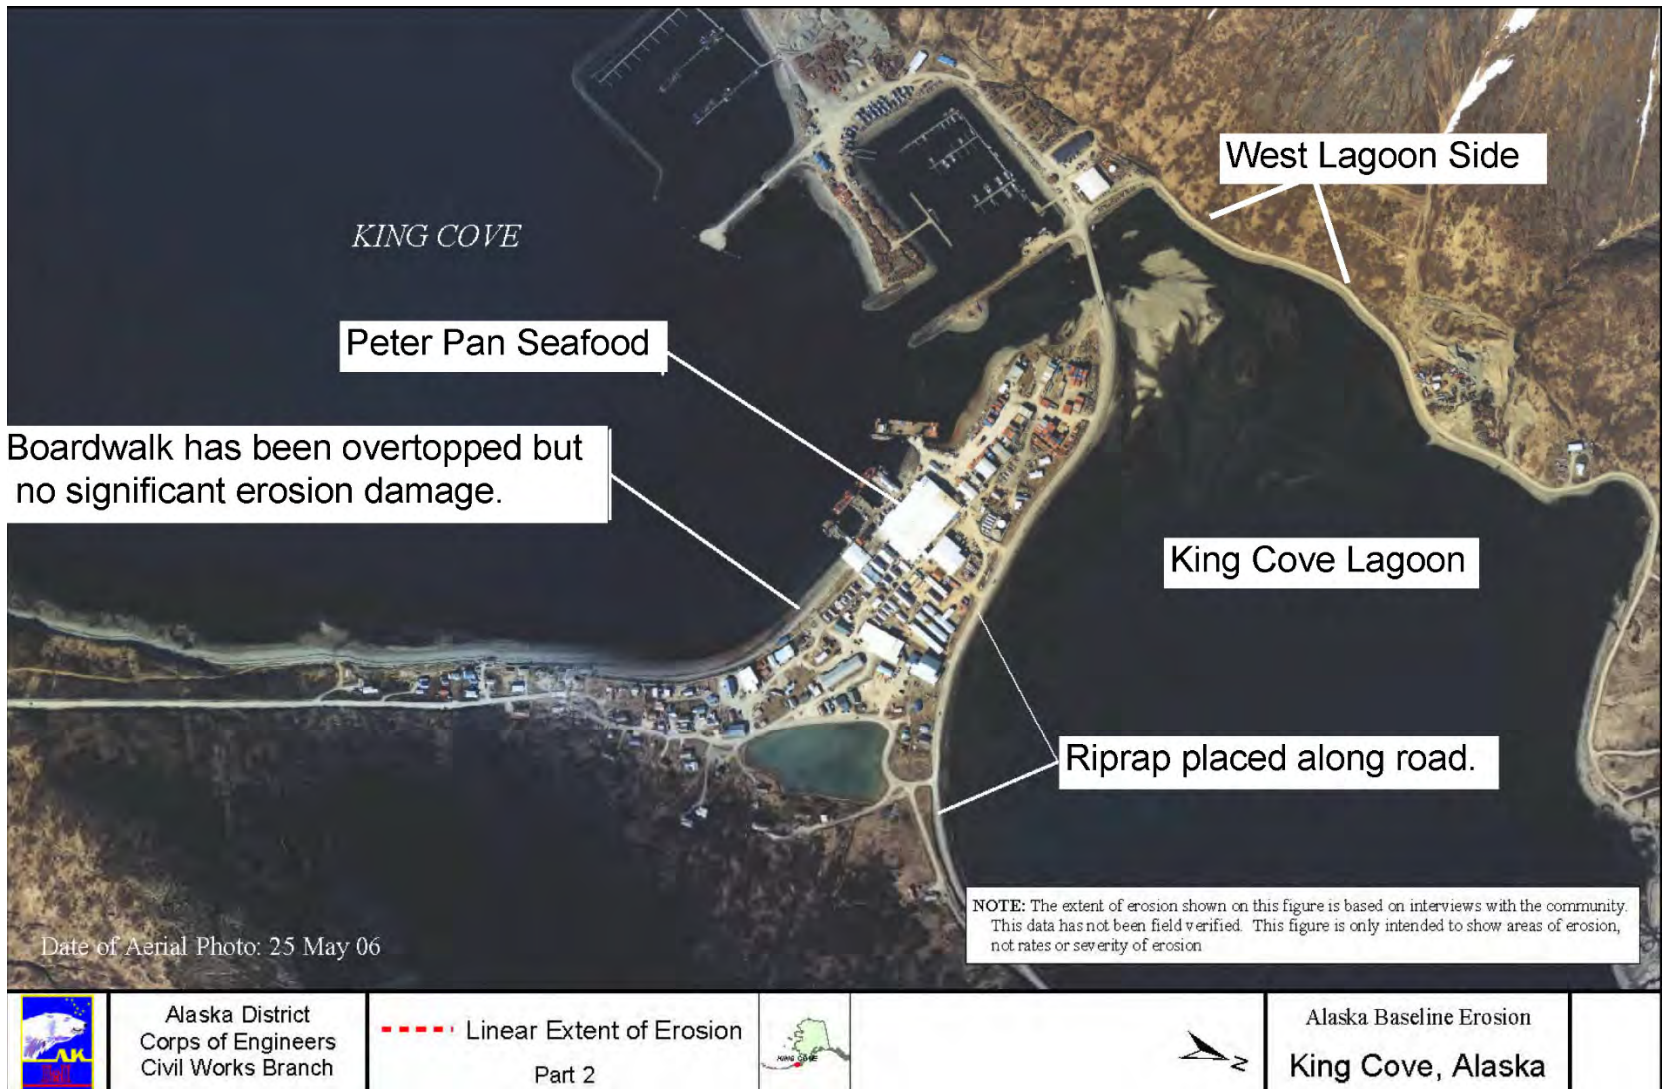 West Lagoon Side
KING COVE
Peter Pan Seafood
Boardwalk has been overtopped but
no significant erosion damage.
King Cove Lagoon
Riprap placed along road.
NOTE: The extent of erosion shown on this figure is based on interviews with the community.
This data has not been field verified. This figure is only intended to show areas of erosion,
not rates or severity of erosion
Date of Aerial Photo: 25 May 06
AK
Alaska District
Corps of Engineers
Civil Works Branch
Linear Extent of Erosion
Part 2
KING COVE
N
Alaska Baseline Erosion
King Cove, Alaska